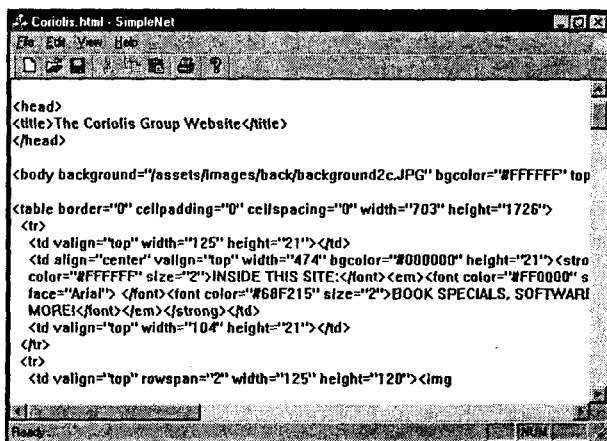 Coriolis.html - SimpleNet
File Edit View Help
<head>
<title>The Coriolis Group Website</title>
</head>
<body background="/assets/images/back/background2c.JPG" bgcolor="#FFFFFF" top
<table border="0" cellpadding="0" cellspacing="0" width="703" height="1726">
<tr>
<td valign="top" width="125" height="21"></td>
<td align="center" valign="top" width="474" bgcolor="#000000" height="21"><stro
color="#FFFFFF" size="2">INSIDE THIS SITE:</font><em><font color="#FF0000" s
face="Arial"> </font><font color="#68F215" size="2">BOOK SPECIALS, SOFTWARE
MORE!</font></em></strong></td>
<td valign="top" width="104" height="21"></td>
</tr>
<tr>
<td valign="top" rowspan="2" width="125" height="120"><img
Ready
NUM